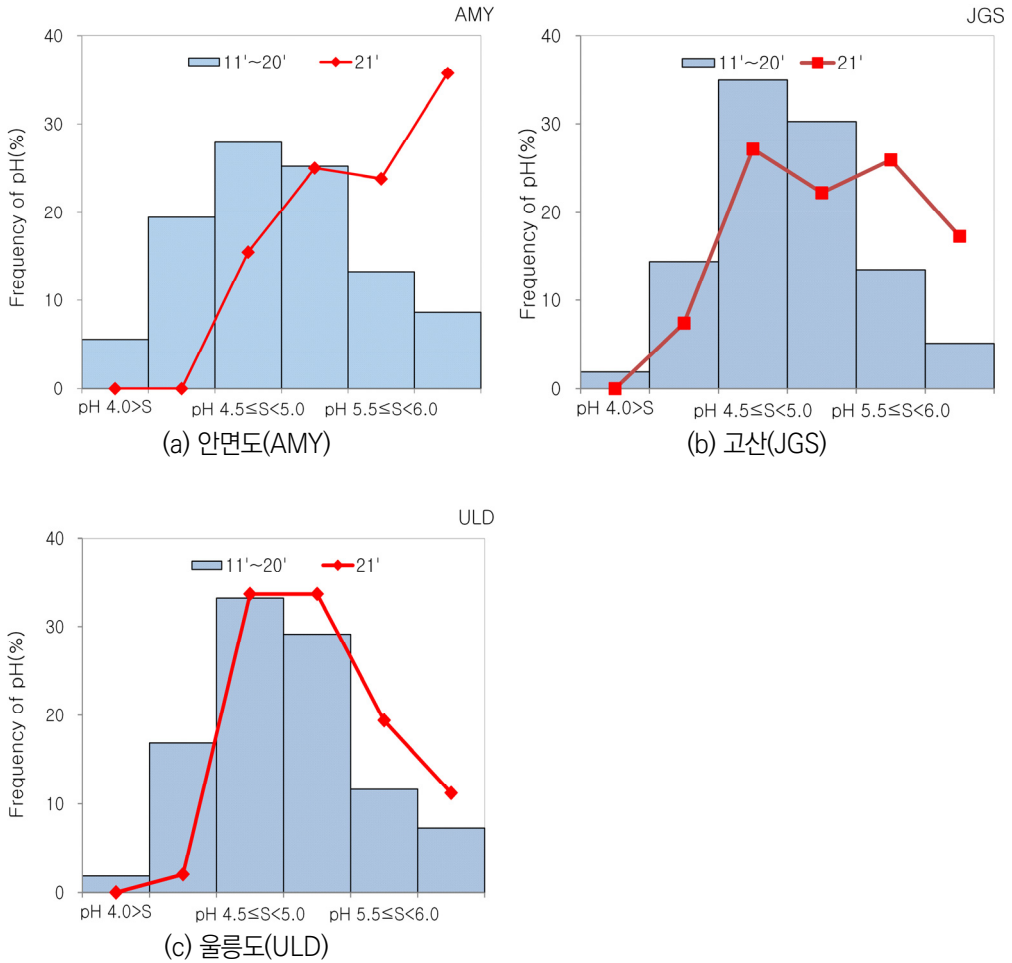 AMY
40
30
20
10
0
Frequency of pH(%)
11'~20'
21'
pH 4.0>S
pH 4.5≤S<5.0
pH 5.5≤S<6.0
(a) 안면도(AMY)
JGS
40
30
20
10
0
Frequency of pH(%)
11'~20'
21'
pH 4.0>S
pH 4.5≤S<5.0
pH 5.5≤S<6.0
(b) 고산(JGS)
ULD
40
30
20
10
0
Frequency of pH(%)
11'~20'
21'
pH 4.0>S
pH 4.5≤S<5.0
pH 5.5≤S<6.0
(c) 울릉도(ULD)